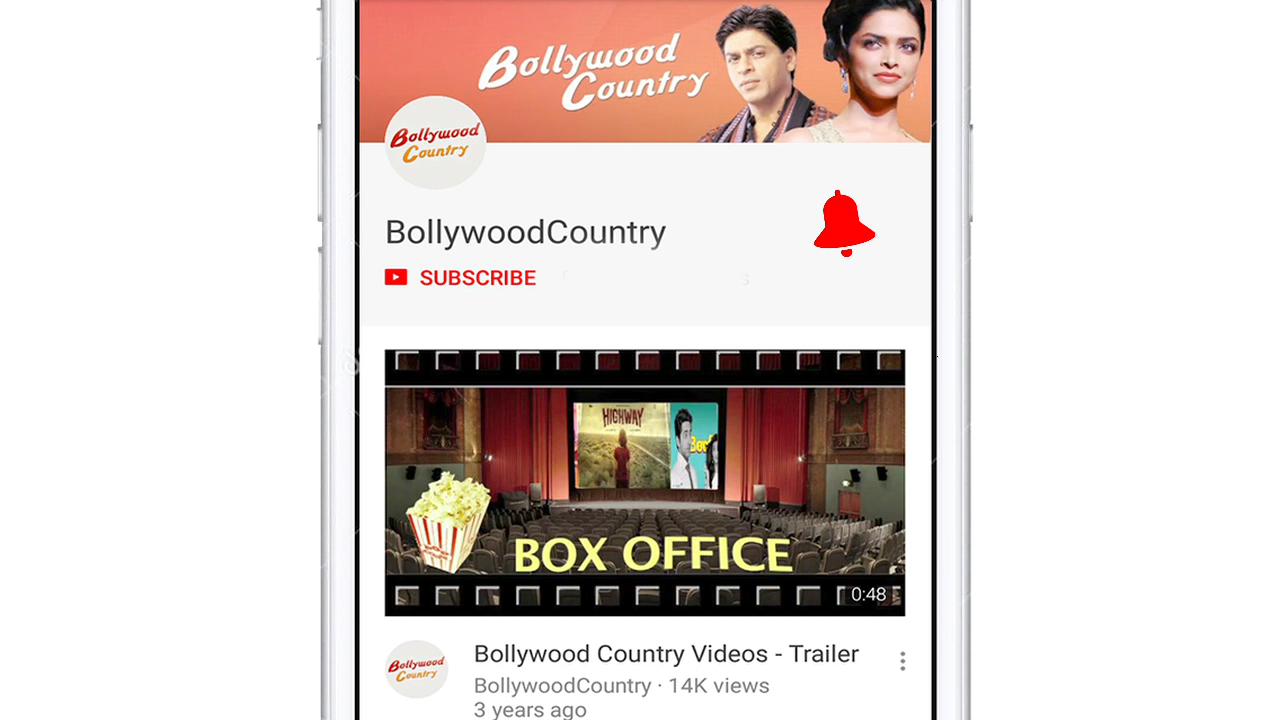 Bollywood
Country
Bollywood
Country
BollywoodCountry
SUBSCRIBE
HIGHWAY
BOX OFFICE
0:48
Bollywood
Country
Bollywood Country Videos - Trailer
BollywoodCountry · 14K views
3 years ago